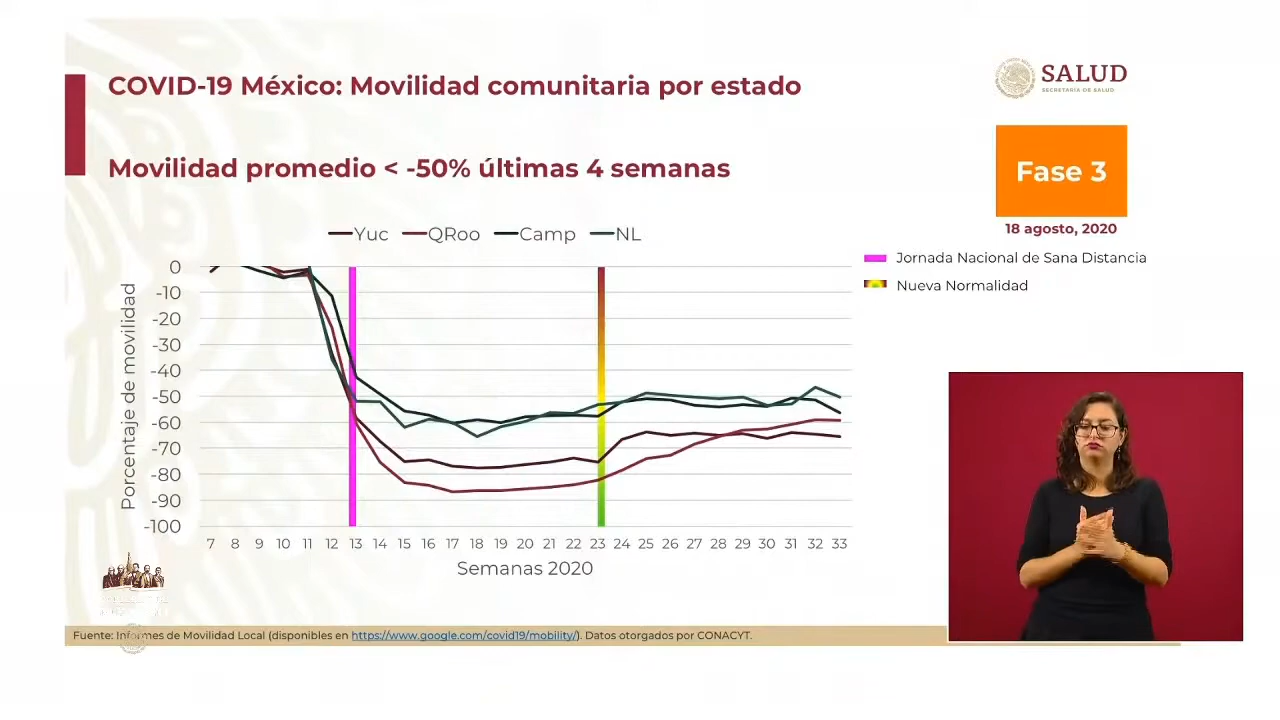 COVID-19 México: Movilidad comunitaria por estado
SALUD
SECRETARÍA DE SALUD
Movilidad promedio < -50% últimas 4 semanas
Fase 3
18 agosto, 2020
Yuc QRoo Camp NL
Jornada Nacional de Sana Distancia
Nueva Normalidad
Porcentaje de movilidad
0
-10
-20
-30
-40
-50
-60
-70
-80
-90
-100
7 8 9 10 11 12 13 14 15 16 17 18 19 20 21 22 23 24 25 26 27 28 29 30 31 32 33
Semanas 2020
Fuente: Informes de Movilidad Local (disponibles en https://www.google.com/covid19/mobility/). Datos otorgados por CONACYT.